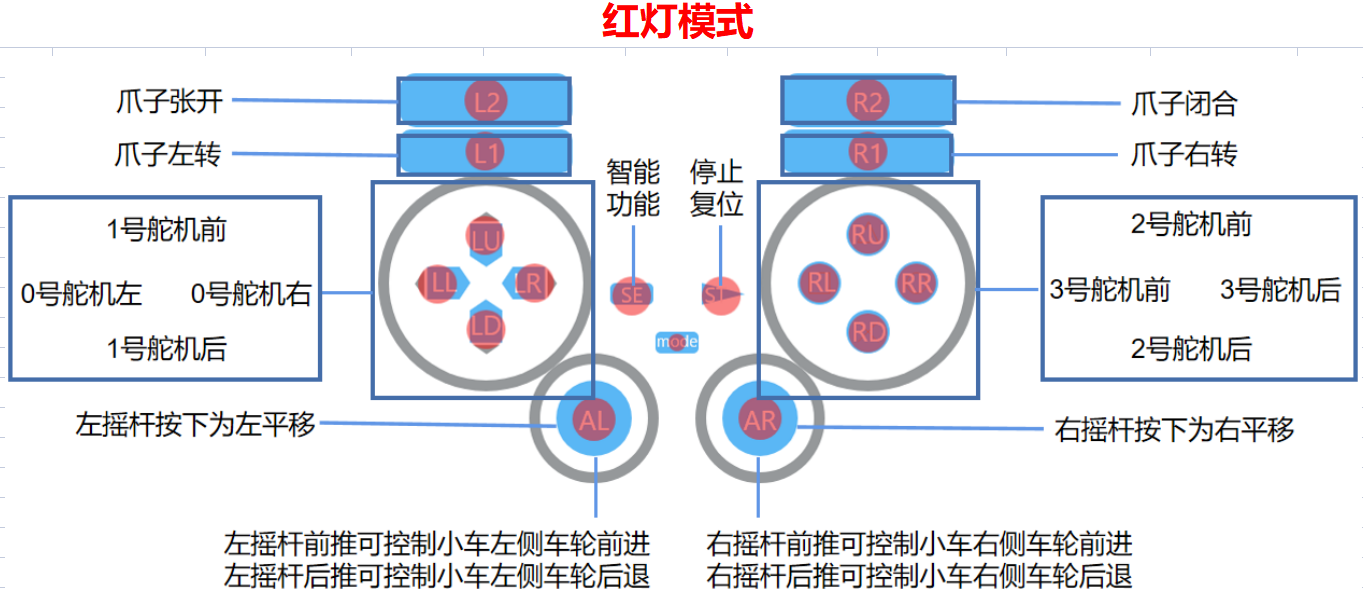 红灯模式
爪子张开
L2
R2
爪子闭合
爪子左转
L1
R1
爪子右转
智能
功能
停止
复位
1号舵机前
0号舵机左 0号舵机右
1号舵机后
LU
LL LR
LD
SE
ST
mode
RU
RL RR
RD
2号舵机前
3号舵机前 3号舵机后
2号舵机后
左摇杆按下为左平移
AL
AR
右摇杆按下为右平移
左摇杆前推可控制小车左侧车轮前进
左摇杆后推可控制小车左侧车轮后退
右摇杆前推可控制小车右侧车轮前进
右摇杆后推可控制小车右侧车轮后退